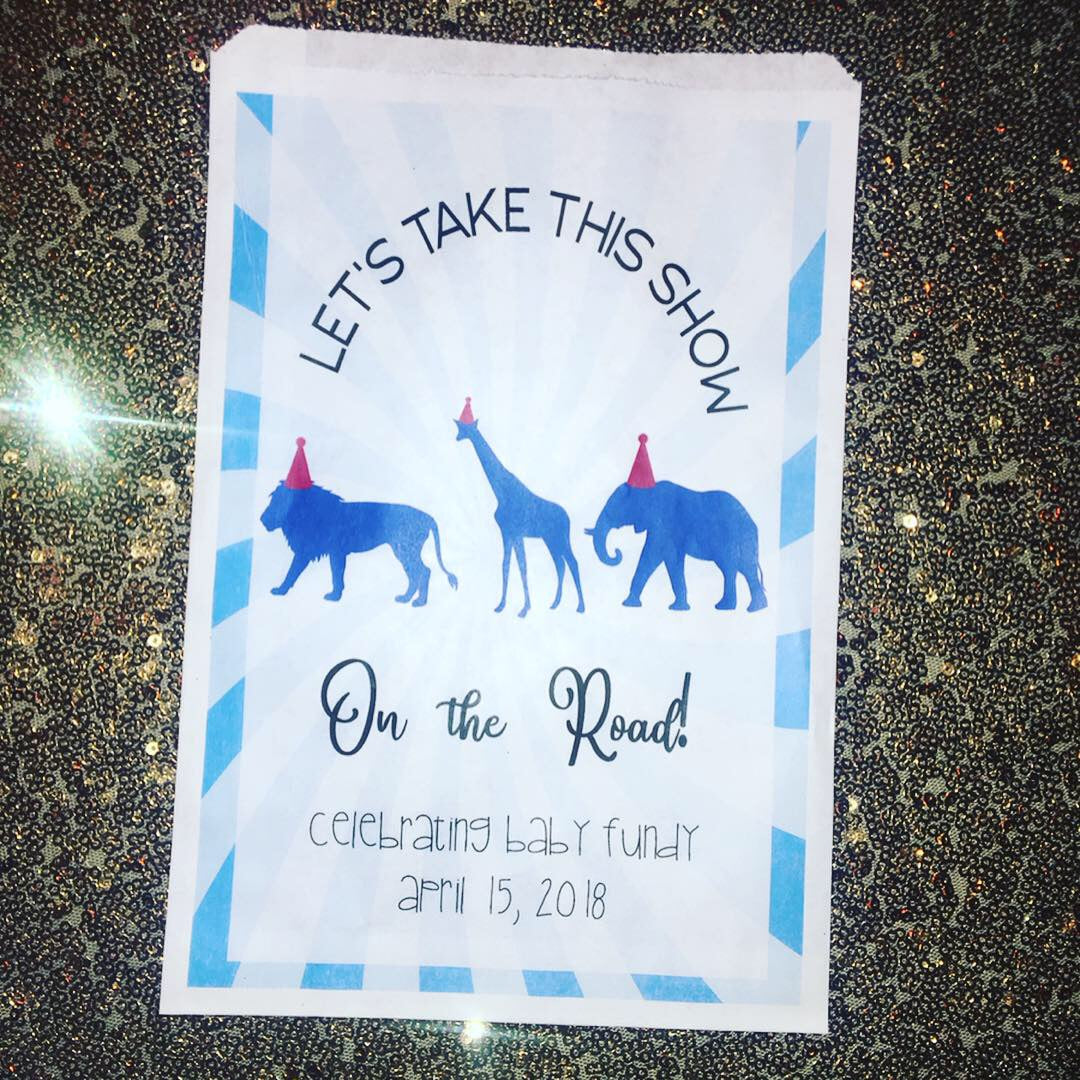 LET'S TAKE THIS SHOW
On the Road!
celebrating baby fundy
april 15, 2018